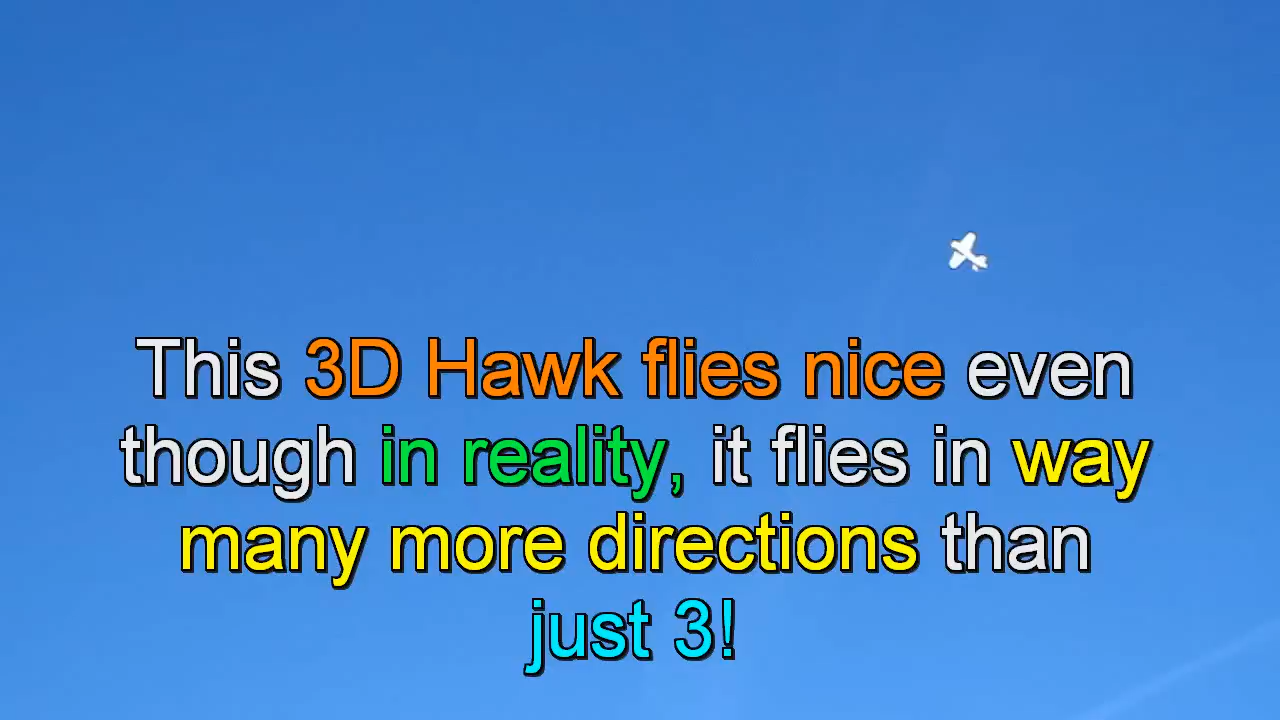 This 3D Hawk flies nice even
though in reality, it flies in way
many more directions than
just 3!